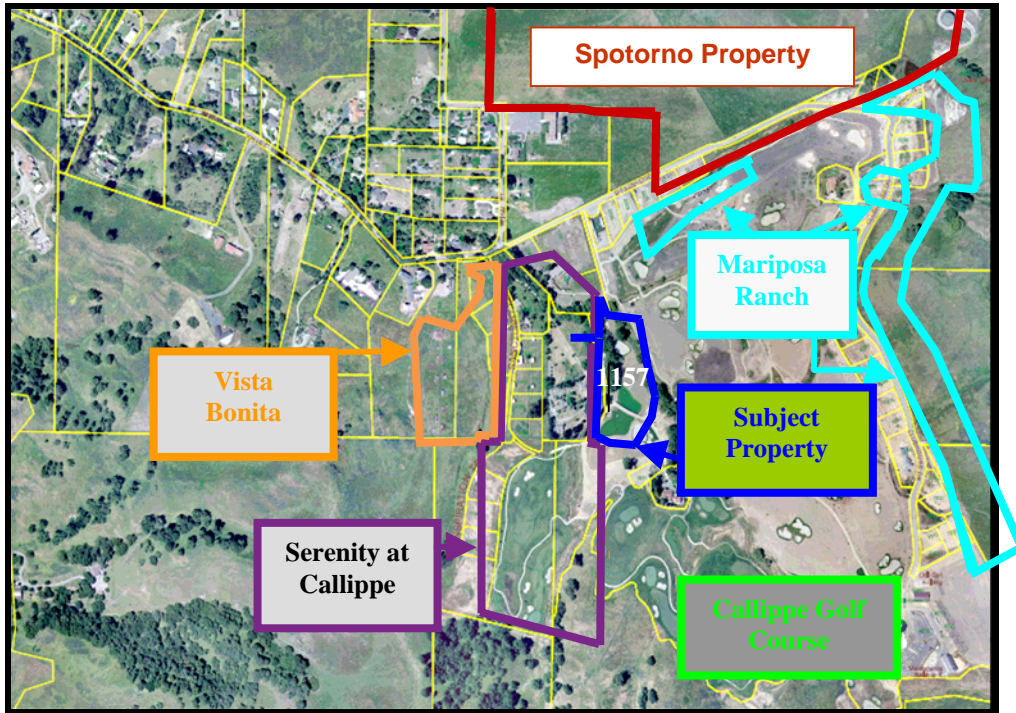 Spotorno Property
Mariposa
Ranch
Vista
Bonita
1157
Subject
Property
Serenity at
Callippe
Callippe Golf
Course